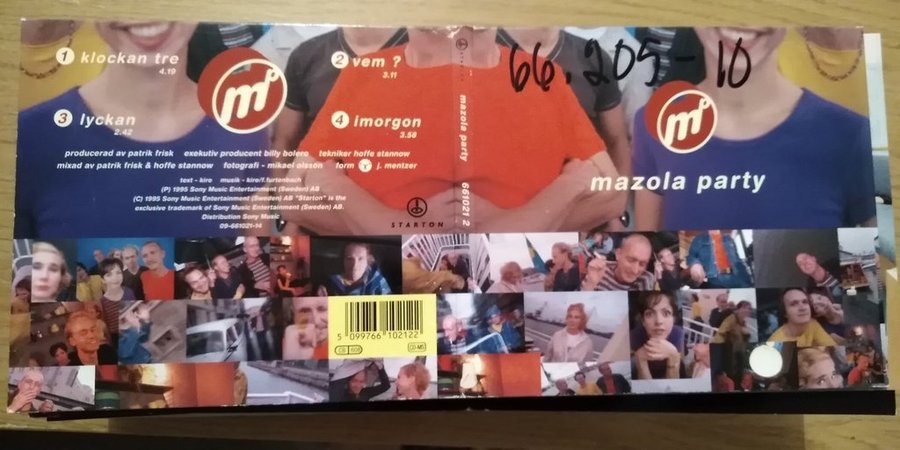 1 klockan tre
4.19
2 vem ?
3.11
3 lyckan
2.42
4 imorgon
3.58
m
producerad av patrik frisk exekutiv producent billy bolero tekniker hoffe stannow
mixad av patrik frisk & hoffe stannow fotografi - mikael olsson form j. mentzer
text - kire musik - kire/f.furtenbach
(P) 1995 Sony Music Entertainment (Sweden) AB
(C) 1995 Sony Music Entertainment (Sweden) AB "Starton" is the
exclusive trademark of Sony Music Entertainment (Sweden) AB.
Distribution Sony Music
09-661021-14
STARTON
5 099766 102122
mazola party 661021 2
66.205-10
m
mazola party